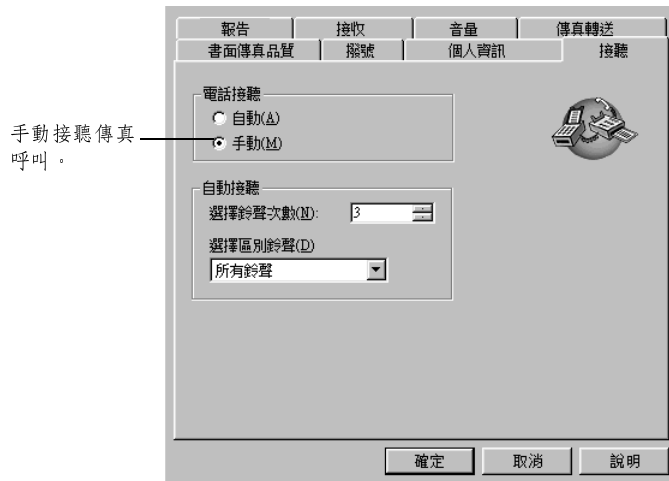 報告 接收 音量 傳真轉送
書面傳真品質 撥號 個人資訊 接聽
電話接聽
自動(A)
手動(M)
手動接聽傳真
呼叫。
自動接聽
選擇鈴聲次數(N): 3
選擇區別鈴聲(D)
所有鈴聲
確定 取消 說明